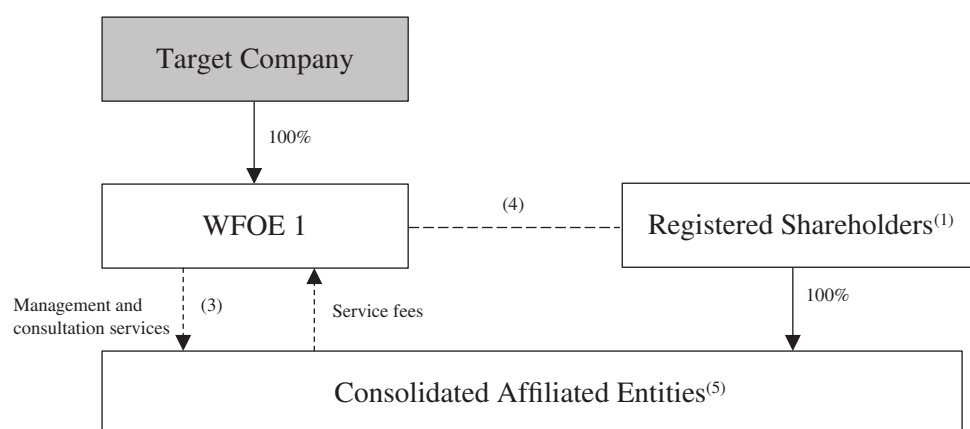 Target Company
100%
WFOE 1
(4)
Registered Shareholders(1)
100%
Management and
consultation services
(3)
Service fees
Consolidated Affiliated Entities(5)